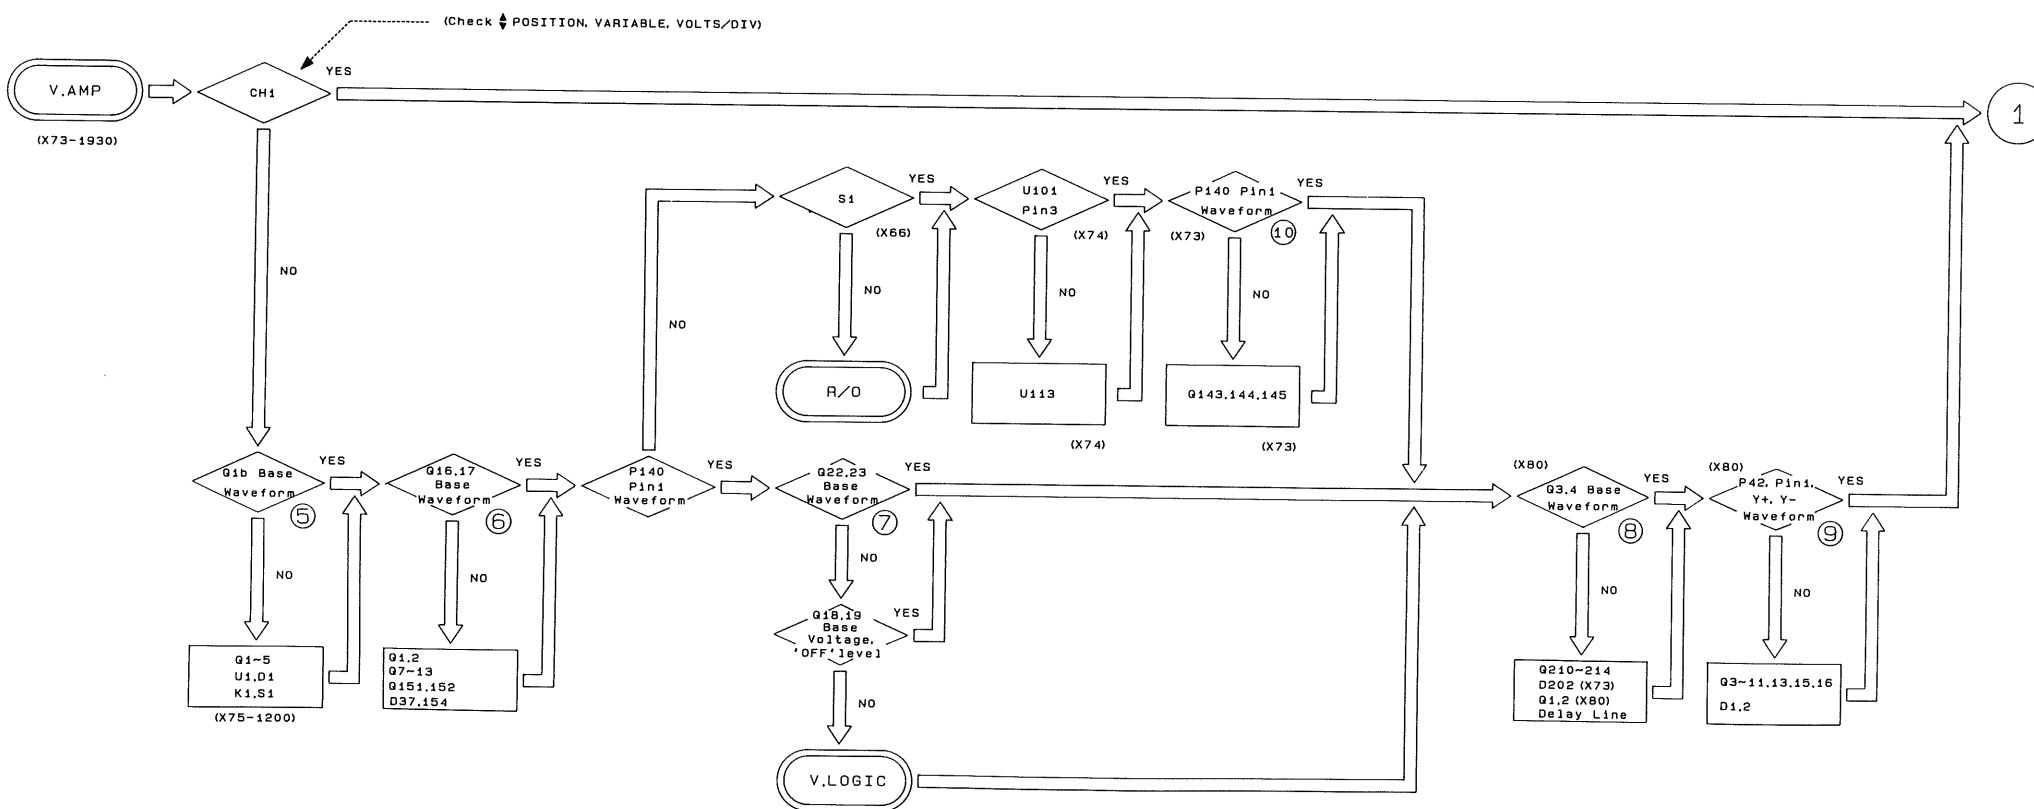 (Check POSITION, VARIABLE, VOLTS/DIV)
V.AMP
(X73-1930)
CH1
YES
1
NO
S1
YES
(X66)
NO
R/O
U101
Pin3
YES
(X74)
NO
U113
(X74)
P140 Pin1
Waveform
YES
(X73)
10
NO
Q143,144,145
(X73)
NO
Q1b Base
Waveform
YES
5
NO
Q1~5
U1,D1
K1,S1
(X75-1200)
Q16,17
Base
Waveform
YES
6
NO
Q1,2
Q7~13
Q151,152
D37,154
P140
Pin1
Waveform
YES
Q22,23
Base
Waveform
YES
7
NO
Q18,19
Base
Voltage,
'OFF'level
YES
NO
V.LOGIC
(X80)
Q3,4 Base
Waveform
YES
8
NO
Q210~214
D202 (X73)
Q1,2 (X80)
Delay Line
(X80)
P42, Pin1,
Y+, Y-
Waveform
YES
9
NO
Q3~11,13,15,16
D1,2